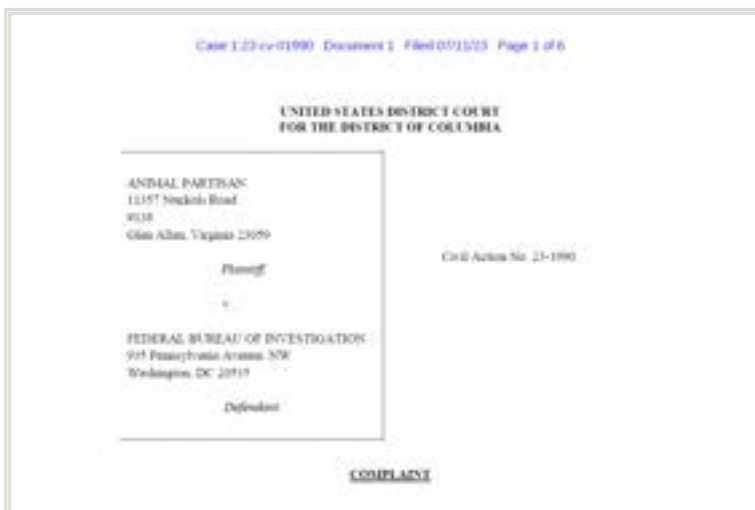 Case 1:23-cv-01990 Document 1 Filed 07/11/23 Page 1 of 6
UNITED STATES DISTRICT COURT
FOR THE DISTRICT OF COLUMBIA
ANIMAL PARTISAN
11357 Nuckols Road
#138
Glen Allen, Virginia 23059
Plaintiff
v.
Civil Action No. 23-1990
FEDERAL BUREAU OF INVESTIGATION
935 Pennsylvania Avenue, NW
Washington, DC
Defendant
COMPLAINT